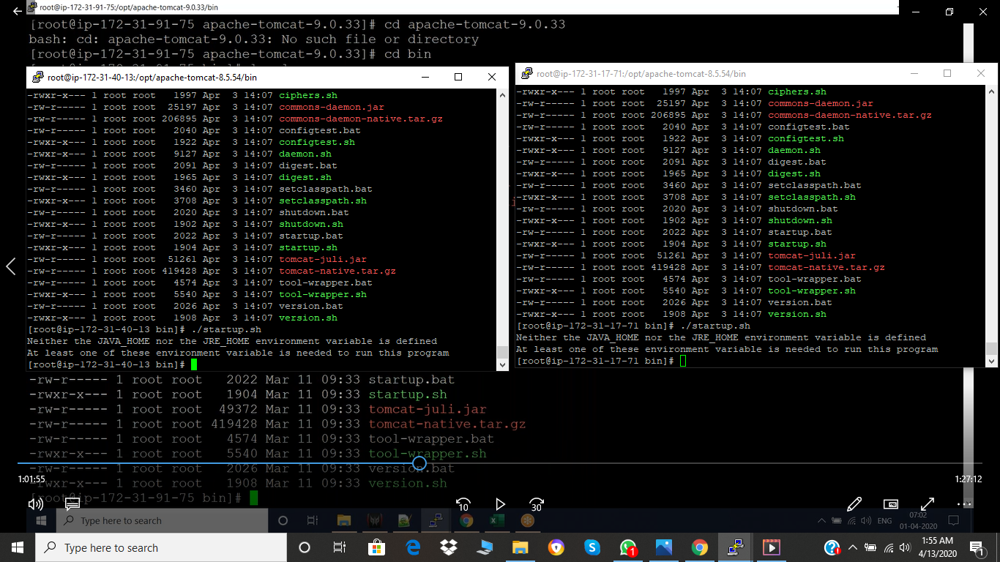 root@ip-172-31-91-75:/opt/apache-tomcat-9.0.33/bin
[root@ip-172-31-91-75 apache-tomcat-9.0.33]# cd apache-tomcat-9.0.33
bash: cd: apache-tomcat-9.0.33: No such file or directory
[root@ip-172-31-91-75 apache-tomcat-9.0.33]# cd bin
root@ip-172-31-40-13:/opt/apache-tomcat-8.5.54/bin
-rwxr-x--- 1 root root 1997 Apr 3 14:07 ciphers.sh
-rw-r----- 1 root root 25197 Apr 3 14:07 commons-daemon.jar
-rw-r----- 1 root root 206895 Apr 3 14:07 commons-daemon-native.tar.gz
-rw-r----- 1 root root 2040 Apr 3 14:07 configtest.bat
-rwxr-x--- 1 root root 1922 Apr 3 14:07 configtest.sh
-rwxr-x--- 1 root root 9127 Apr 3 14:07 daemon.sh
-rw-r----- 1 root root 2091 Apr 3 14:07 digest.bat
-rwxr-x--- 1 root root 1965 Apr 3 14:07 digest.sh
-rw-r----- 1 root root 3460 Apr 3 14:07 setclasspath.bat
-rwxr-x--- 1 root root 3708 Apr 3 14:07 setclasspath.sh
-rw-r----- 1 root root 2020 Apr 3 14:07 shutdown.bat
-rwxr-x--- 1 root root 1902 Apr 3 14:07 shutdown.sh
-rw-r----- 1 root root 2022 Apr 3 14:07 startup.bat
-rwxr-x--- 1 root root 1904 Apr 3 14:07 startup.sh
-rw-r----- 1 root root 51261 Apr 3 14:07 tomcat-juli.jar
-rw-r----- 1 root root 419428 Apr 3 14:07 tomcat-native.tar.gz
-rw-r----- 1 root root 4574 Apr 3 14:07 tool-wrapper.bat
-rwxr-x--- 1 root root 5540 Apr 3 14:07 tool-wrapper.sh
-rw-r----- 1 root root 2026 Apr 3 14:07 version.bat
-rwxr-x--- 1 root root 1908 Apr 3 14:07 version.sh
[root@ip-172-31-40-13 bin]# ./startup.sh
Neither the JAVA_HOME nor the JRE_HOME environment variable is defined
At least one of these environment variable is needed to run this program
[root@ip-172-31-40-13 bin]#
root@ip-172-31-17-71:/opt/apache-tomcat-8.5.54/bin
-rwxr-x--- 1 root root 1997 Apr 3 14:07 ciphers.sh
-rw-r----- 1 root root 25197 Apr 3 14:07 commons-daemon.jar
-rw-r----- 1 root root 206895 Apr 3 14:07 commons-daemon-native.tar.gz
-rw-r----- 1 root root 2040 Apr 3 14:07 configtest.bat
-rwxr-x--- 1 root root 1922 Apr 3 14:07 configtest.sh
-rwxr-x--- 1 root root 9127 Apr 3 14:07 daemon.sh
-rw-r----- 1 root root 2091 Apr 3 14:07 digest.bat
-rwxr-x--- 1 root root 1965 Apr 3 14:07 digest.sh
-rw-r----- 1 root root 3460 Apr 3 14:07 setclasspath.bat
-rwxr-x--- 1 root root 3708 Apr 3 14:07 setclasspath.sh
-rw-r----- 1 root root 2020 Apr 3 14:07 shutdown.bat
-rwxr-x--- 1 root root 1902 Apr 3 14:07 shutdown.sh
-rw-r----- 1 root root 2022 Apr 3 14:07 startup.bat
-rwxr-x--- 1 root root 1904 Apr 3 14:07 startup.sh
-rw-r----- 1 root root 51261 Apr 3 14:07 tomcat-juli.jar
-rw-r----- 1 root root 419428 Apr 3 14:07 tomcat-native.tar.gz
-rw-r----- 1 root root 4574 Apr 3 14:07 tool-wrapper.bat
-rwxr-x--- 1 root root 5540 Apr 3 14:07 tool-wrapper.sh
-rw-r----- 1 root root 2026 Apr 3 14:07 version.bat
-rwxr-x--- 1 root root 1908 Apr 3 14:07 version.sh
[root@ip-172-31-17-71 bin]# ./startup.sh
Neither the JAVA_HOME nor the JRE_HOME environment variable is defined
At least one of these environment variable is needed to run this program
[root@ip-172-31-17-71 bin]#
-rw-r----- 1 root root 2022 Mar 11 09:33 startup.bat
-rwxr-x--- 1 root root 1904 Mar 11 09:33 startup.sh
-rw-r----- 1 root root 49372 Mar 11 09:33 tomcat-juli.jar
-rw-r----- 1 root root 419428 Mar 11 09:33 tomcat-native.tar.gz
-rw-r----- 1 root root 4574 Mar 11 09:33 tool-wrapper.bat
-rwxr-x--- 1 root root 5540 Mar 11 09:33 tool-wrapper.sh
-rw-r----- 1 root root 2026 Mar 11 09:33 version.bat
-rwxr-x--- 1 root root 1908 Mar 11 09:33 version.sh
1:01:55
1:27:12
[root@ip-172-31-91-75 bin]#
10
30
Type here to search
ENG
07:02
01-04-2020
Type here to search
1
1:55 AM
4/13/2020
1